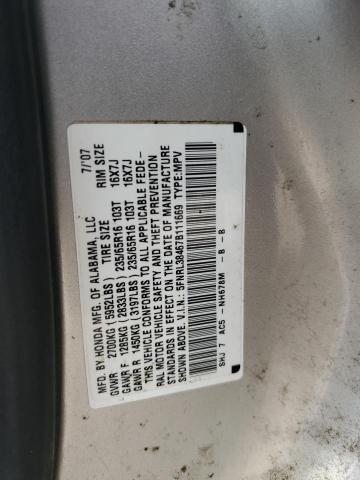 MFD. BY HONDA MFG. OF ALABAMA, LLC 7/'07
TIRE SIZE RIM SIZE
GVWR 2700KG(5952LBS)
GAWR F 1285KG(2833LBS) 235/65R16 103T 16X7J
GAWR R 1450KG(3197LBS) 235/65R16 103T 16X7J
THIS VEHICLE CONFORMS TO ALL APPLICABLE FEDE-
RAL MOTOR VEHICLE SAFETY AND THEFT PREVENTION
STANDARDS IN EFFECT ON THE DATE OF MANUFACTURE
SHOWN ABOVE. V.I.N.: 5FNRL38467B111669 TYPE:MPV
SHJ 7 AC5 - NH678M - B - B